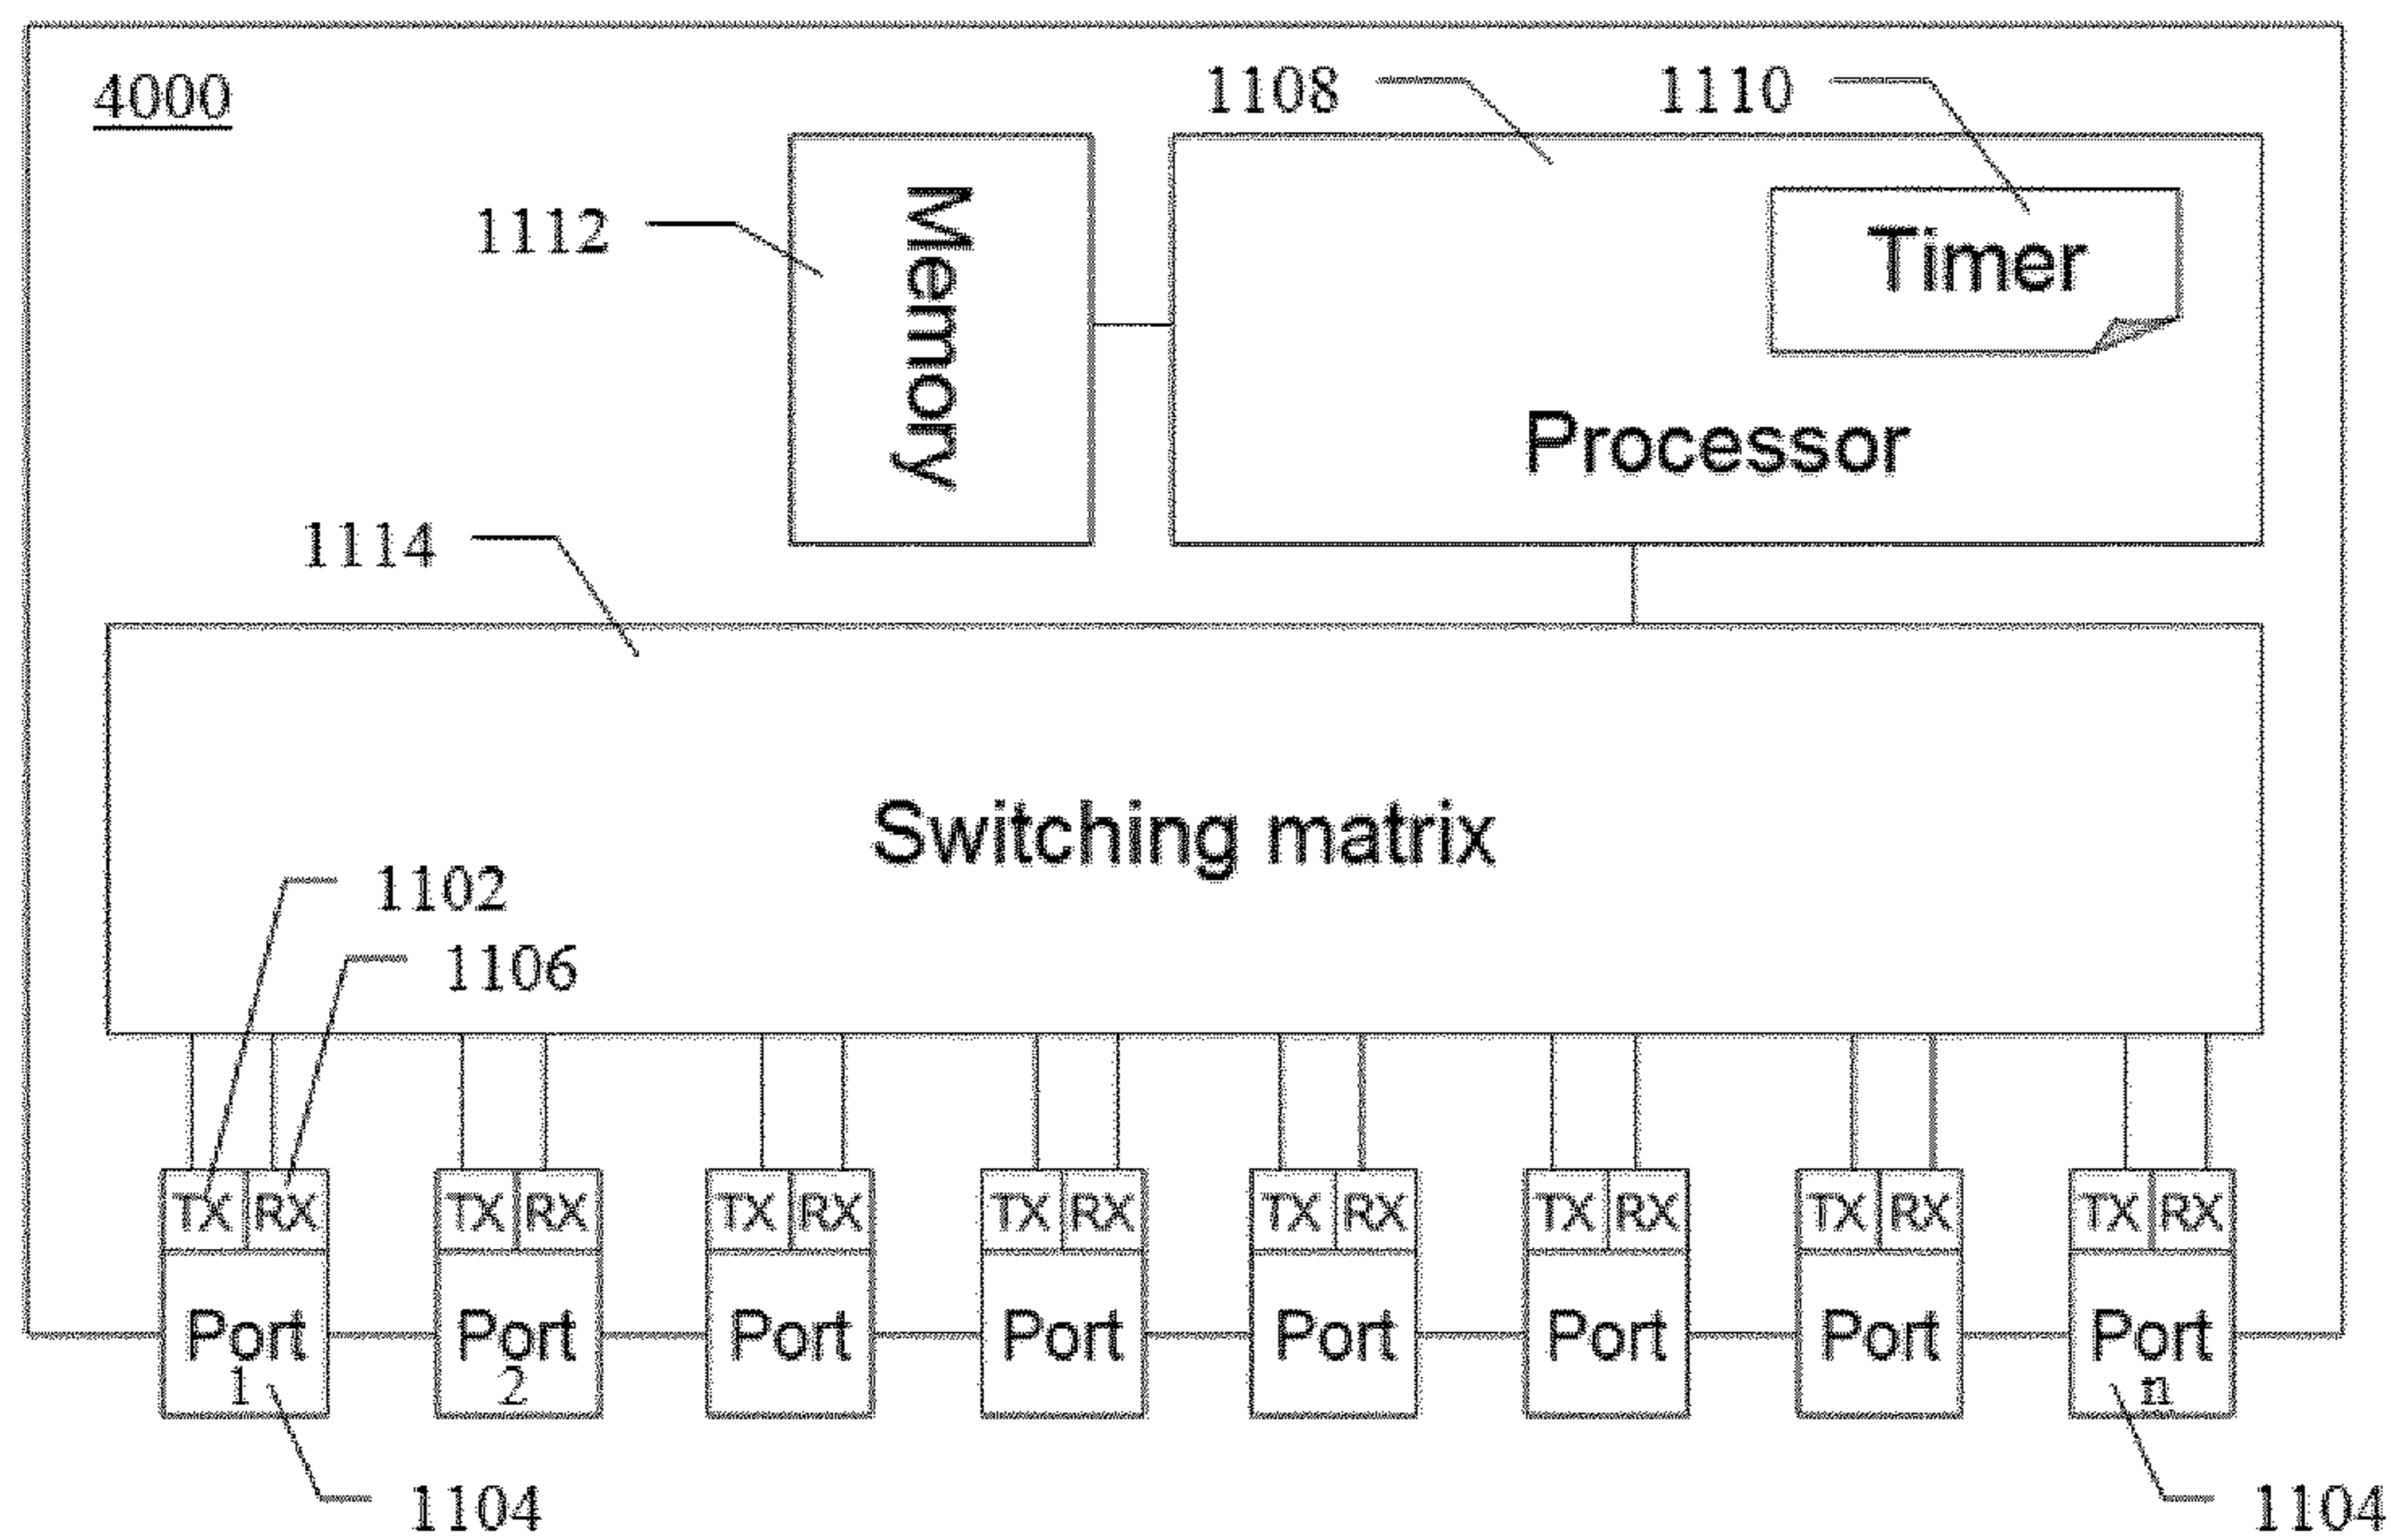 4000
1108
1110
1112
Memory
Timer
Processor
1114
Switching matrix
1102
1106
TX RX TX RX TX RX TX RX TX RX TX RX TX RX TX RX
Port Port Port Port Port Port Port Port
1 2 n
1104 1104